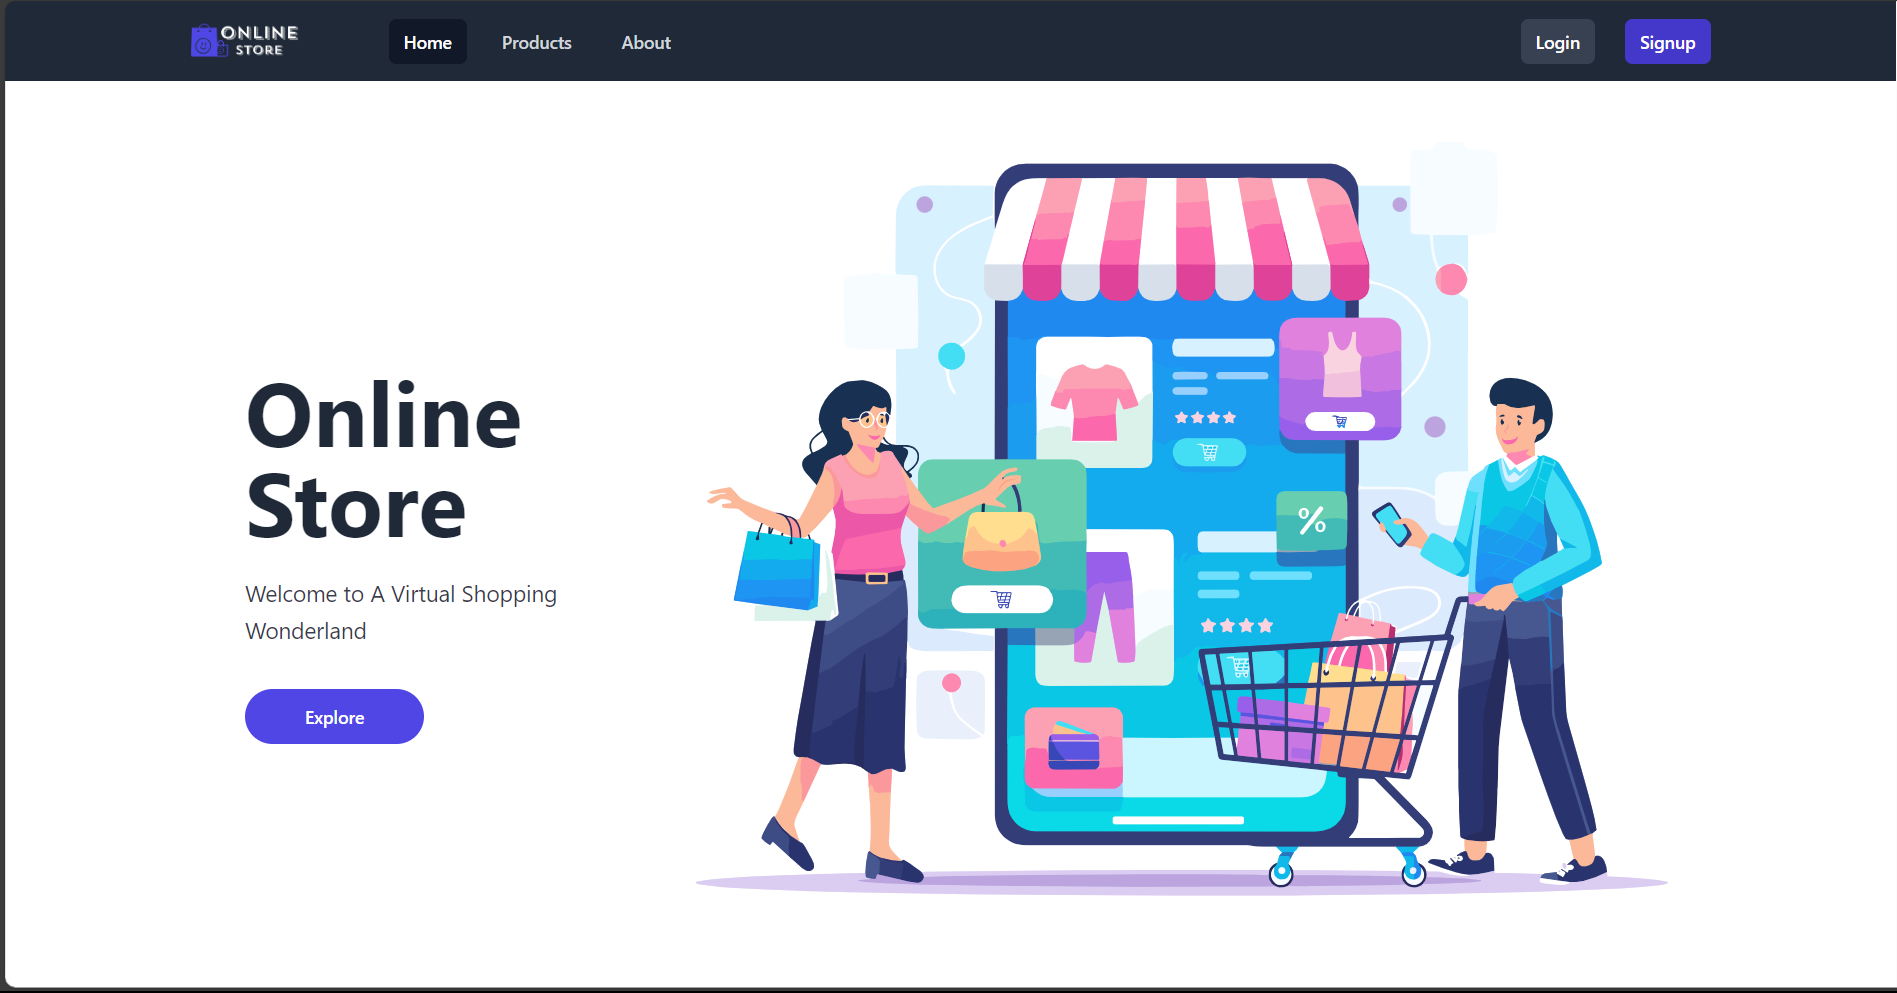 ONLINE
STORE
Home
Products
About
Login
Signup
Online
Store
Welcome to A Virtual Shopping
Wonderland
Explore
%